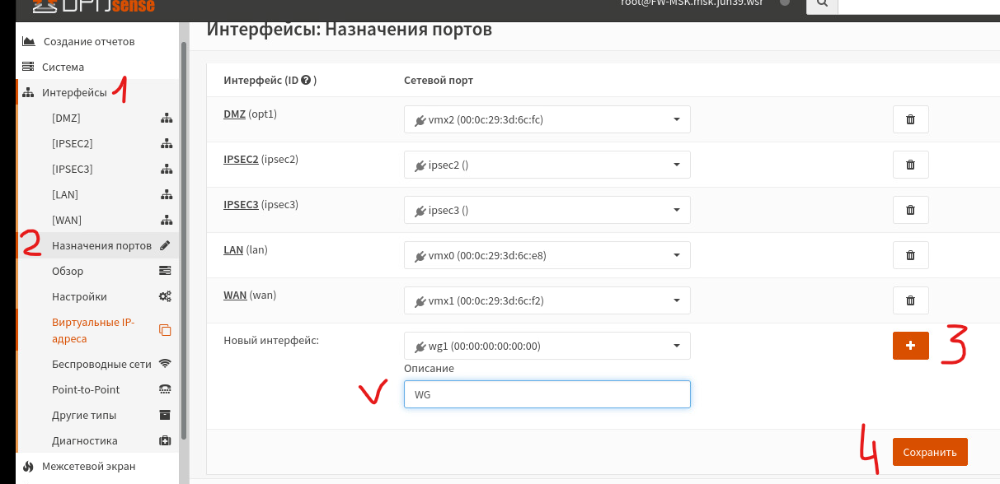 OPNsense
root@FW-MSK.msk.jun39.wsr
Интерфейсы: Назначения портов
Создание отчетов
Система
Интерфейсы 1
[DMZ]
[IPSEC2]
[IPSEC3]
[LAN]
[WAN]
2 Назначения портов
Обзор
Настройки
Виртуальные IP-
адреса
Беспроводные сети
Point-to-Point
Другие типы
Диагностика
Межсетевой экран
Интерфейс (ID ? ) Сетевой порт
DMZ (opt1) vmx2 (00:0c:29:3d:6c:fc)
IPSEC2 (ipsec2) ipsec2 ()
IPSEC3 (ipsec3) ipsec3 ()
LAN (lan) vmx0 (00:0c:29:3d:6c:e8)
WAN (wan) vmx1 (00:0c:29:3d:6c:f2)
Новый интерфейс: wg1 (00:00:00:00:00:00) + 3
Описание
WG
4 Сохранить